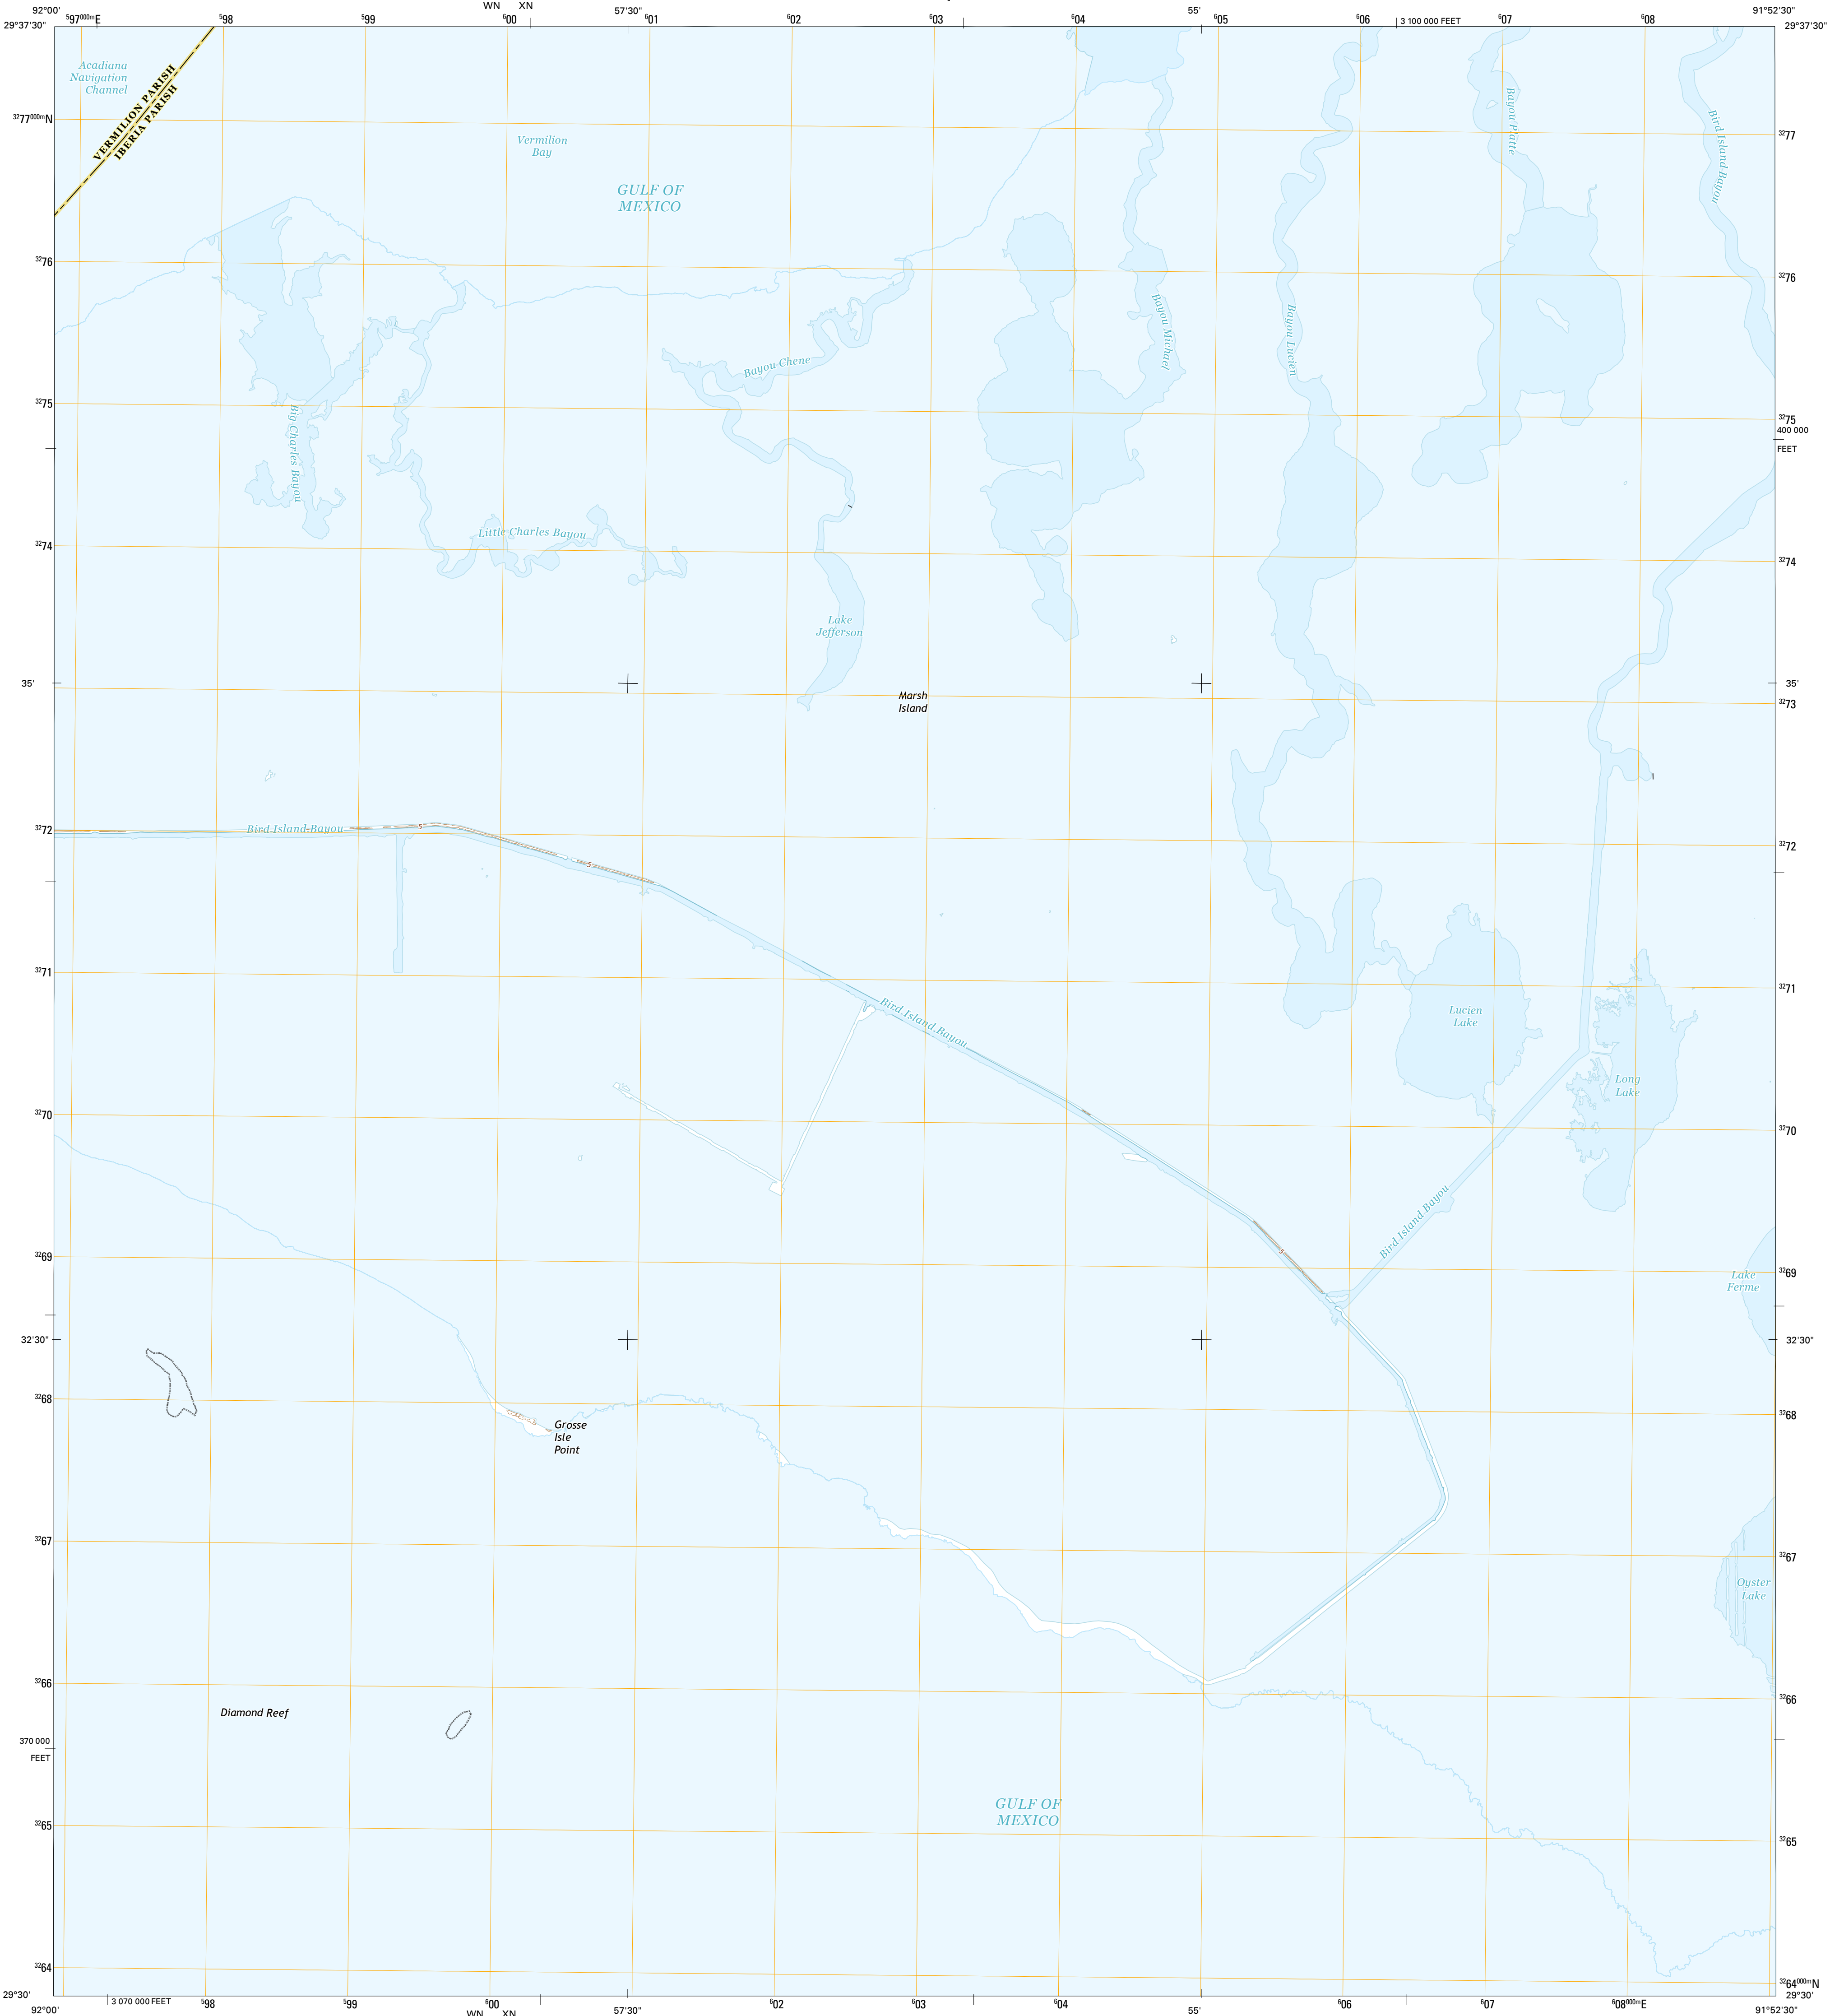 WN XN
92°00' 57'30" 55' 91°52'30"
⁵97⁰⁰⁰ᵐE ⁵98 ⁵99 ⁶00 ⁶01 ⁶02 ⁶03 ⁶04 ⁶05 ⁶06 3 100 000 FEET ⁶07 ⁶08
29°37'30" 29°37'30"
Acadiana
Navigation
Channel
VERMILION PARISH
IBERIA PARISH
³²77⁰⁰⁰ᵐN
³²77
Vermilion
Bay
GULF OF
MEXICO
Bayou Platte
Bird Island Bayou
³²76
³²76
Bayou Michael
Bayou Lucien
Bayou Chene
³²75
³²75
400 000
FEET
Big Charles Bayou
Little Charles Bayou
³²74
³²74
Lake
Jefferson
35'
35'
Marsh
Island
³²73
³²72
Bird Island Bayou
5
5
³²72
³²71
³²71
Bird Island Bayou
Lucien
Lake
Long
Lake
³²70
³²70
Bird Island Bayou
5
³²69
³²69
Lake
Ferme
32'30"
32'30"
³²68
³²68
Grosse
Isle
Point
5
³²67
³²67
Oyster
Lake
³²66
³²66
Diamond Reef
370 000
FEET
GULF OF
MEXICO
³²65
³²65
³²64
³²64⁰⁰⁰ᵐN
29°30' 29°30'
3 070 000 FEET ⁵98 ⁵99 ⁶00 57'30" ⁶02 ⁶03 ⁶04 55' ⁶06 ⁶07 ⁶08⁰⁰⁰ᵐE
92°00' 91°52'30"
WN XN